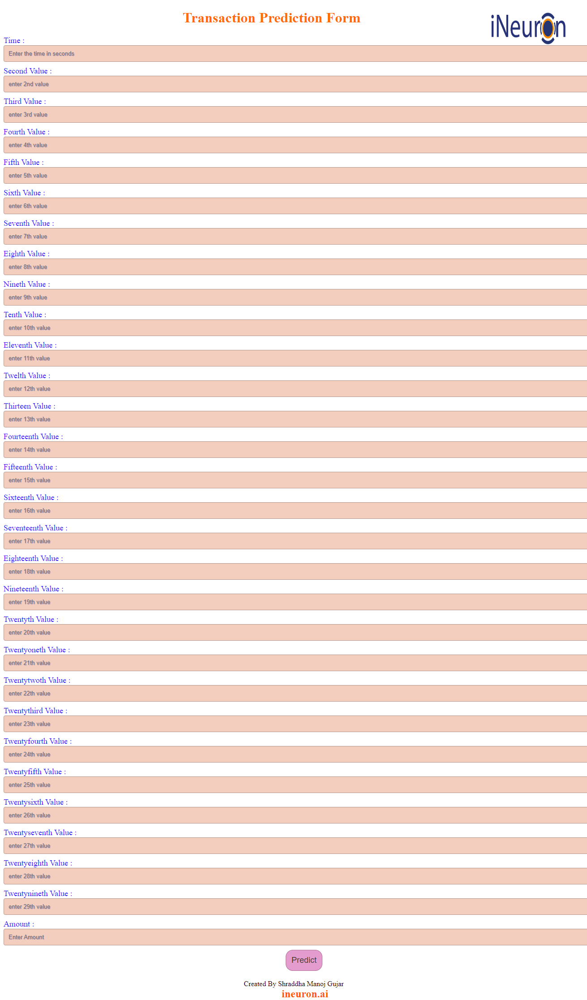 Transaction Prediction Form
iNeuron
Time :
Enter the time in seconds
Second Value :
enter 2nd value
Third Value :
enter 3rd value
Fourth Value :
enter 4th value
Fifth Value :
enter 5th value
Sixth Value :
enter 6th value
Seventh Value :
enter 7th value
Eighth Value :
enter 8th value
Nineth Value :
enter 9th value
Tenth Value :
enter 10th value
Eleventh Value :
enter 11th value
Twelth Value :
enter 12th value
Thirteen Value :
enter 13th value
Fourteenth Value :
enter 14th value
Fifteenth Value :
enter 15th value
Sixteenth Value :
enter 16th value
Seventeenth Value :
enter 17th value
Eighteenth Value :
enter 18th value
Nineteenth Value :
enter 19th value
Twentyth Value :
enter 20th value
Twentyoneth Value :
enter 21th value
Twentytwoth Value :
enter 22th value
Twentythird Value :
enter 23th value
Twentyfourth Value :
enter 24th value
Twentyfifth Value :
enter 25th value
Twentysixth Value :
enter 26th value
Twentyseventh Value :
enter 27th value
Twentyeighth Value :
enter 28th value
Twentynineth Value :
enter 29th value
Amount :
Enter Amount
Predict
Created By Shraddha Manoj Gujar
ineuron.ai